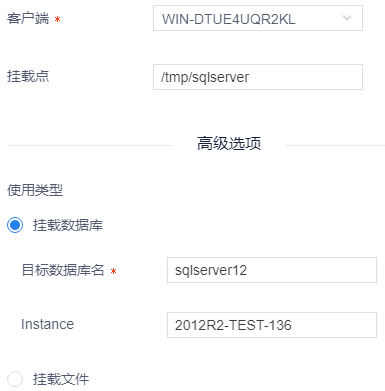 客户端 * WIN-DTUE4UQR2KL
挂载点 /tmp/sqlserver
高级选项
使用类型
挂载数据库
目标数据库名 * sqlserver12
Instance 2012R2-TEST-136
挂载文件